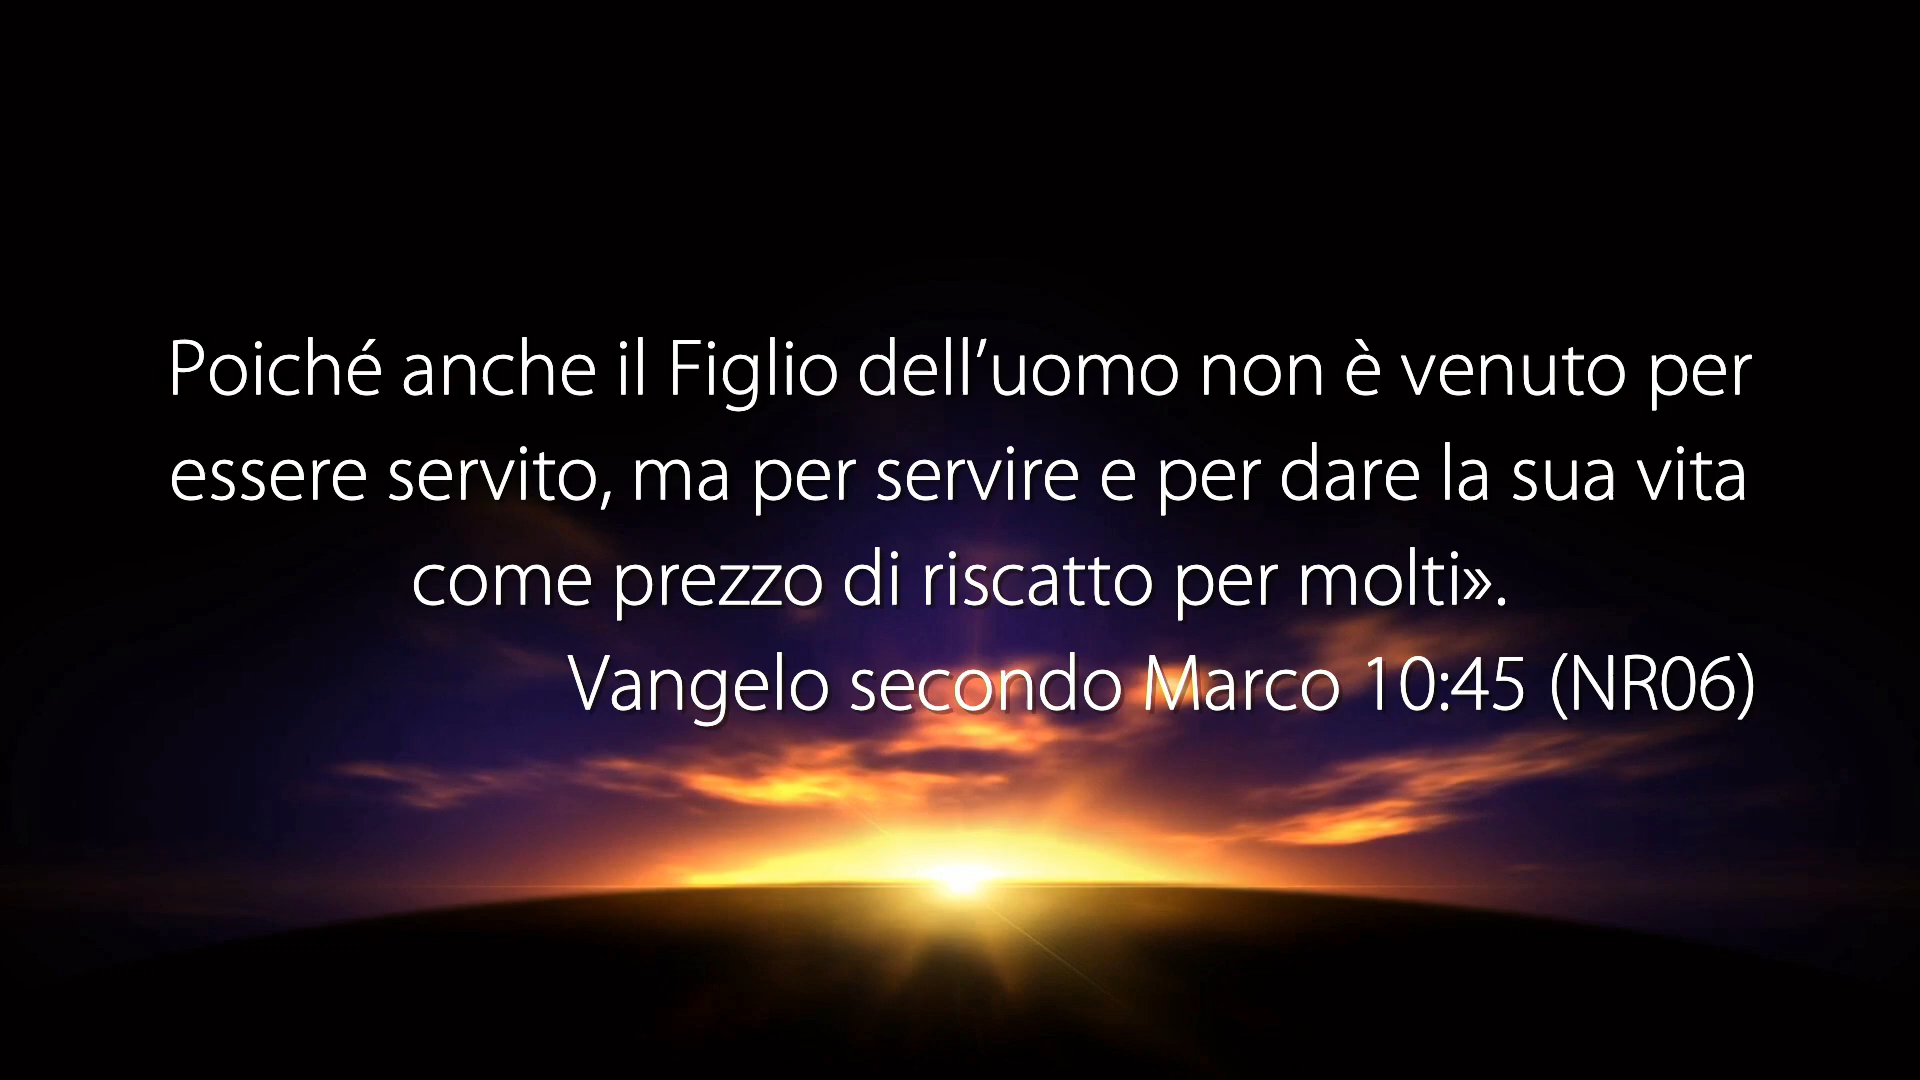 Poiché anche il Figlio dell’uomo non è venuto per
essere servito, ma per servire e per dare la sua vita
come prezzo di riscatto per molti».
Vangelo secondo Marco 10:45 (NR06)